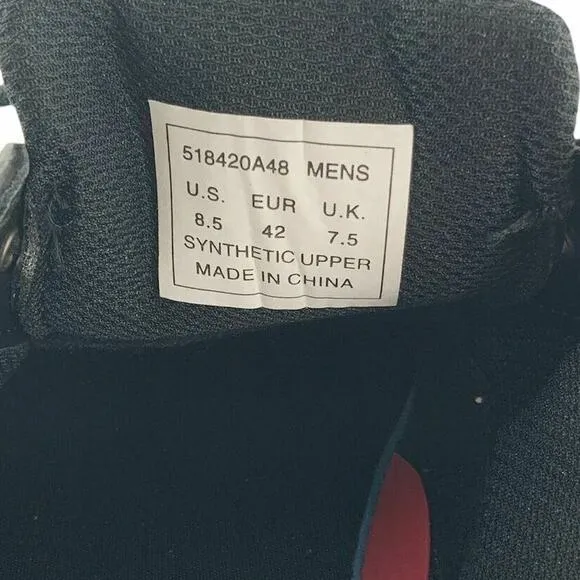 518420A48 MENS
U.S. EUR U.K.
8.5 42 7.5
SYNTHETIC UPPER
MADE IN CHINA